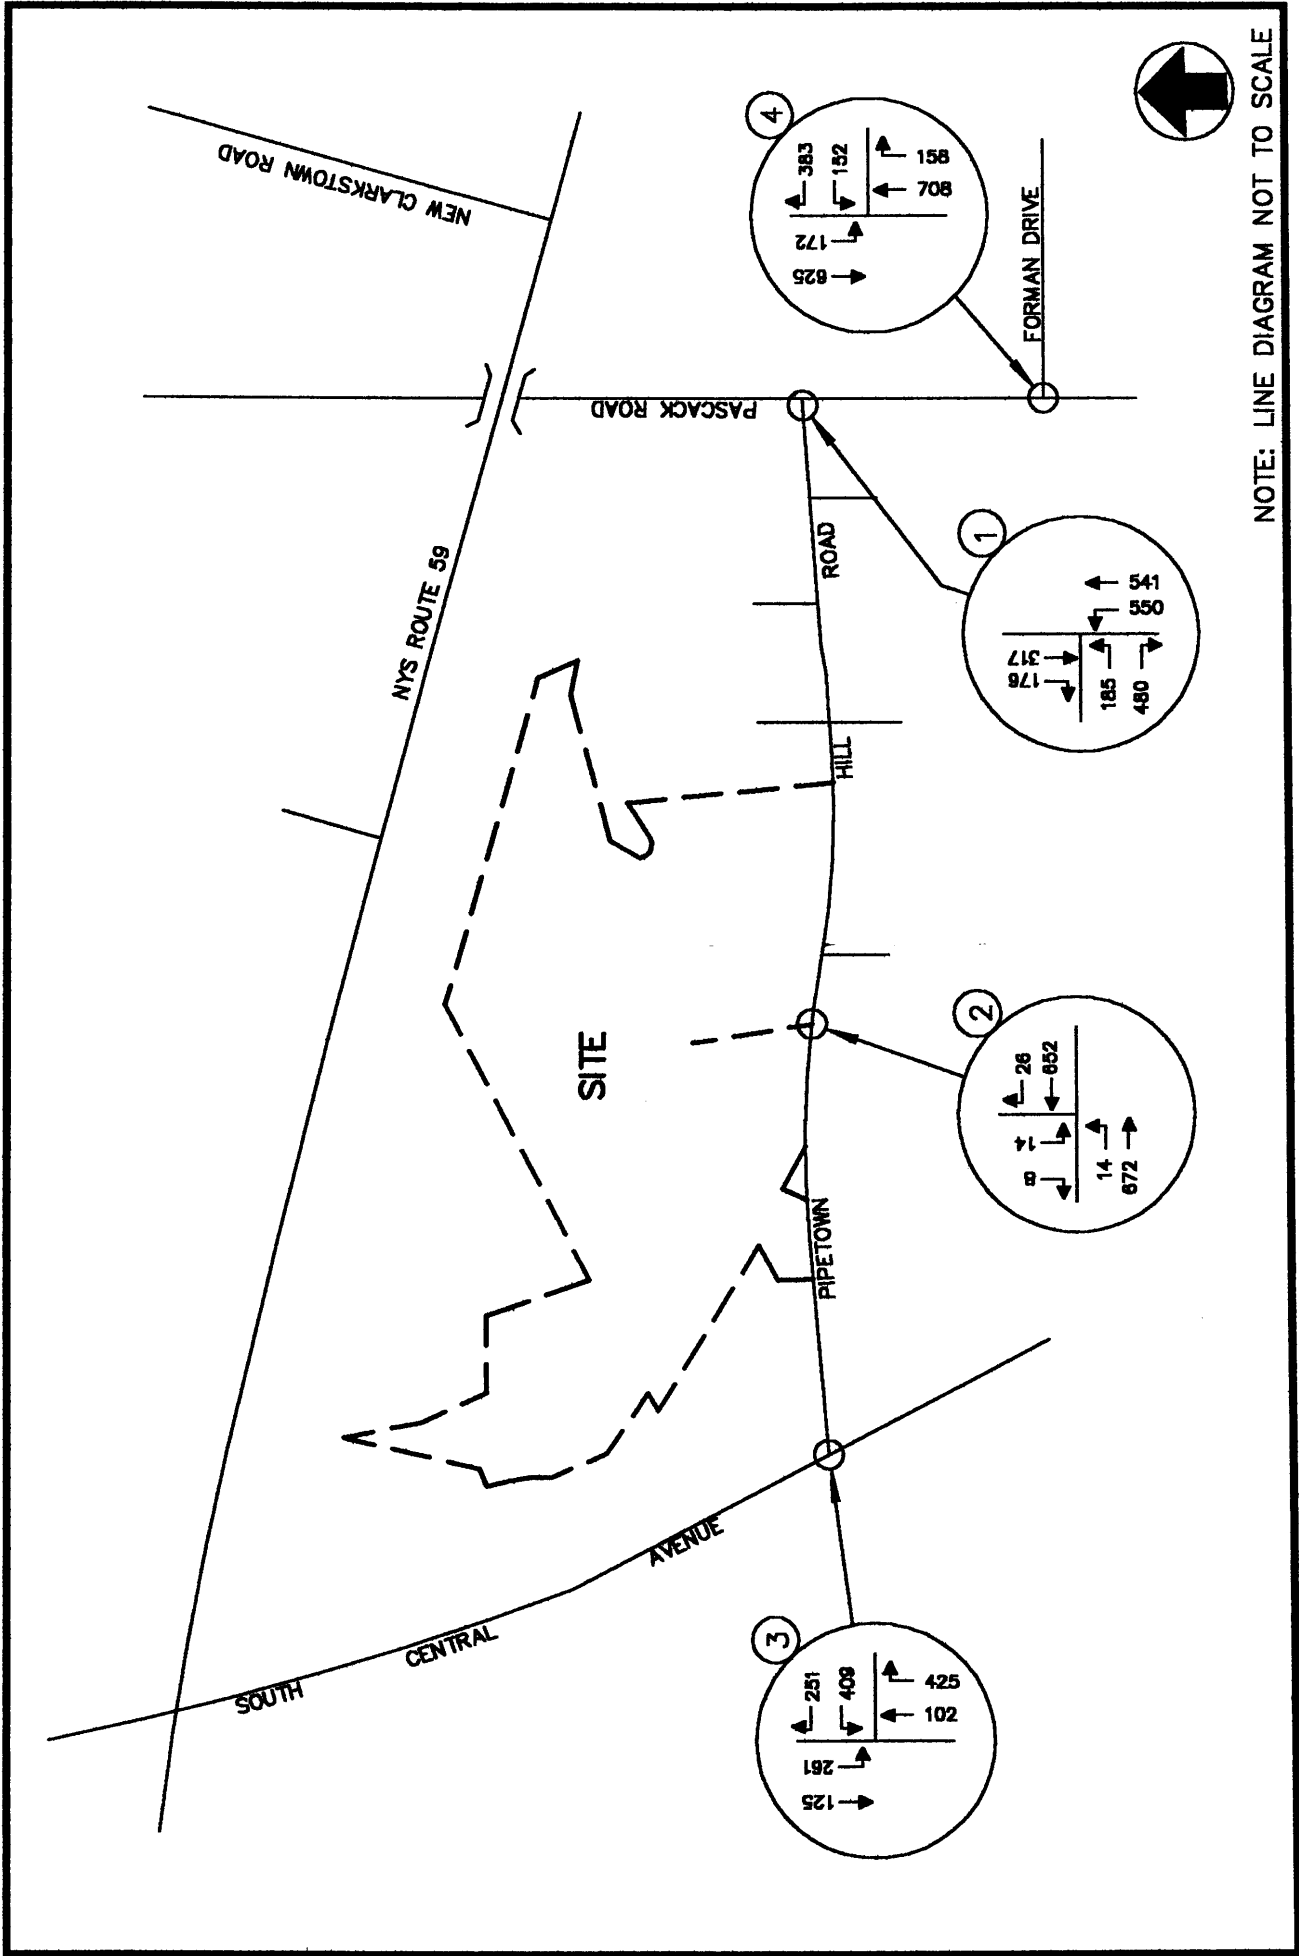 NEW CLARKSTOWN ROAD
NYS ROUTE 59
PASCACK ROAD
FORMAN DRIVE
SITE
PIPETOWN
HILL
ROAD
SOUTH
CENTRAL
AVENUE
4
383
152
172
625
158
708
1
541
550
317
176
185
480
2
26
652
14
8
14
672
3
251
409
261
125
425
102
NOTE: LINE DIAGRAM NOT TO SCALE